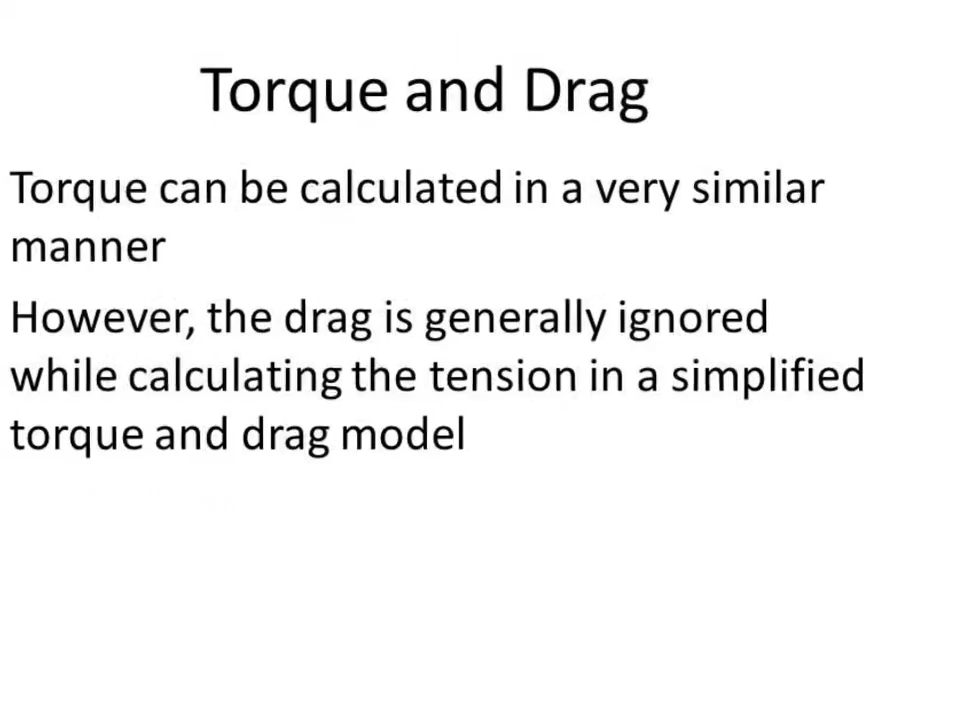 Torque and Drag
Torque can be calculated in a very similar
manner
However, the drag is generally ignored
while calculating the tension in a simplified
torque and drag model